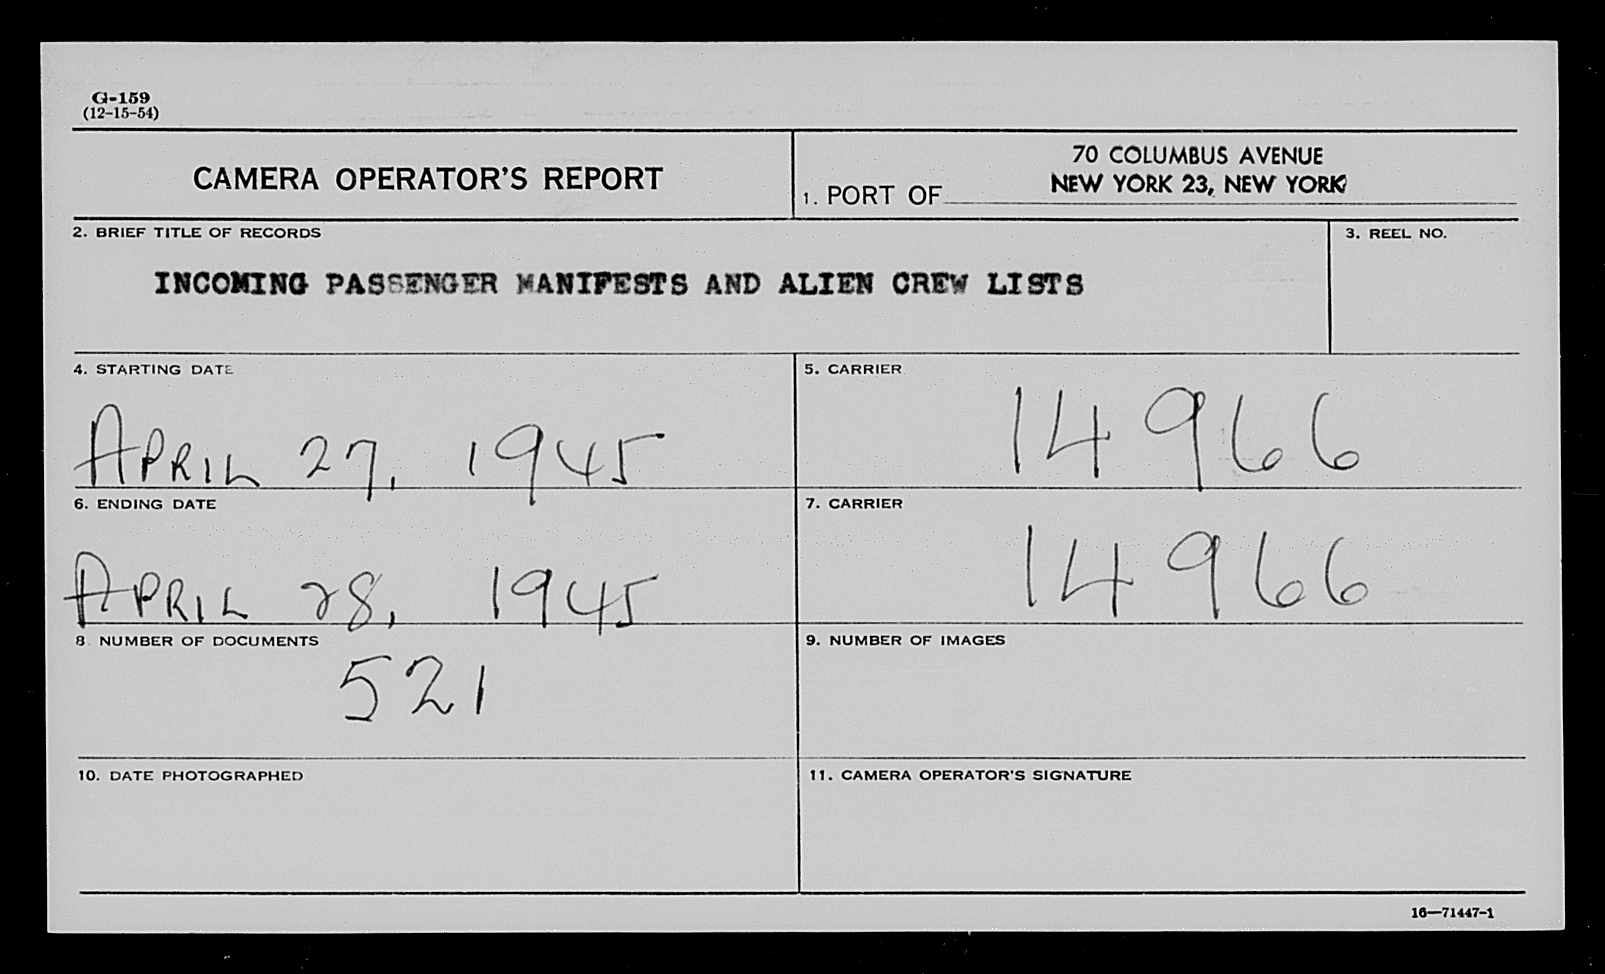 G-159
(12-15-54)
CAMERA OPERATOR'S REPORT
1. PORT OF
70 COLUMBUS AVENUE
NEW YORK 23, NEW YORK
2. BRIEF TITLE OF RECORDS
3. REEL NO.
INCOMING PASSENGER MANIFESTS AND ALIEN CREW LISTS
4. STARTING DATE
5. CARRIER
APRIL 27, 1945
14966
6. ENDING DATE
7. CARRIER
APRIL 28, 1945
14966
8. NUMBER OF DOCUMENTS
9. NUMBER OF IMAGES
521
10. DATE PHOTOGRAPHED
11. CAMERA OPERATOR'S SIGNATURE
16—71447-1